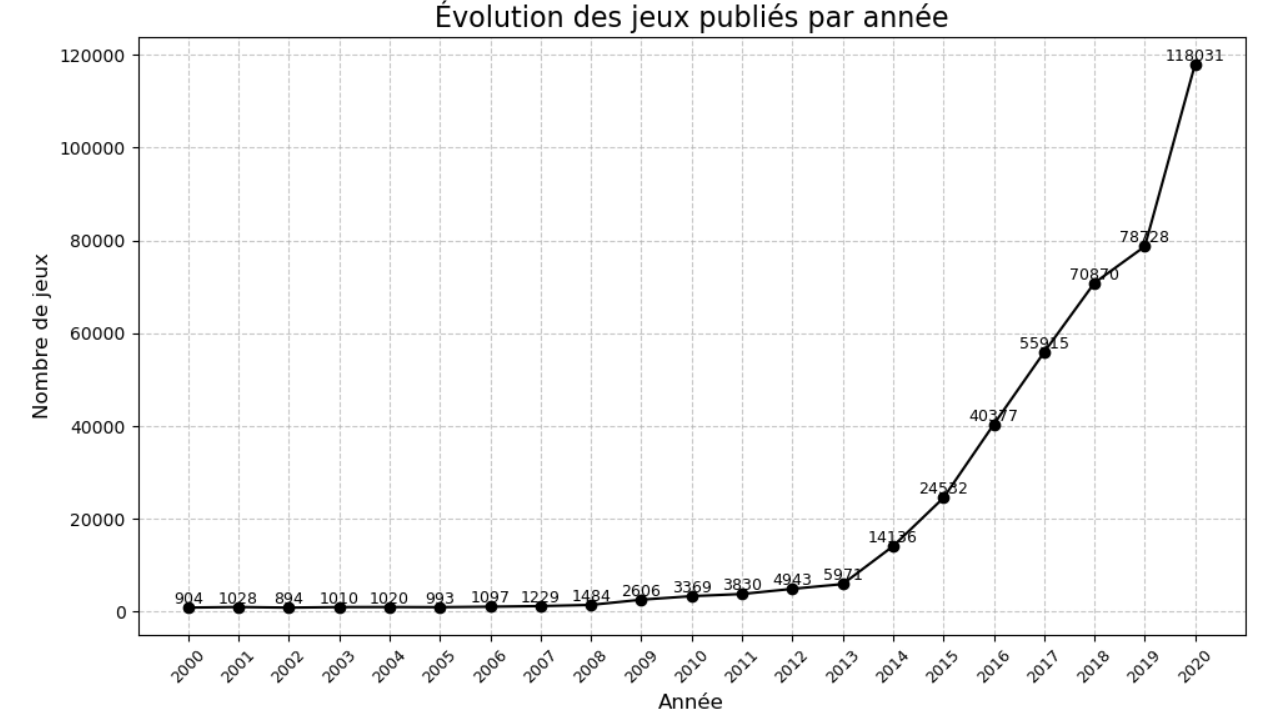 Évolution des jeux publiés par année
120000
100000
80000
60000
40000
20000
0
Nombre de jeux
904 1028 894 1010 1020 993 1097 1229 1484 2606 3369 3830 4943 5971 14136 24532 40377 55915 70870 78728 118031
2000 2001 2002 2003 2004 2005 2006 2007 2008 2009 2010 2011 2012 2013 2014 2015 2016 2017 2018 2019 2020
Année